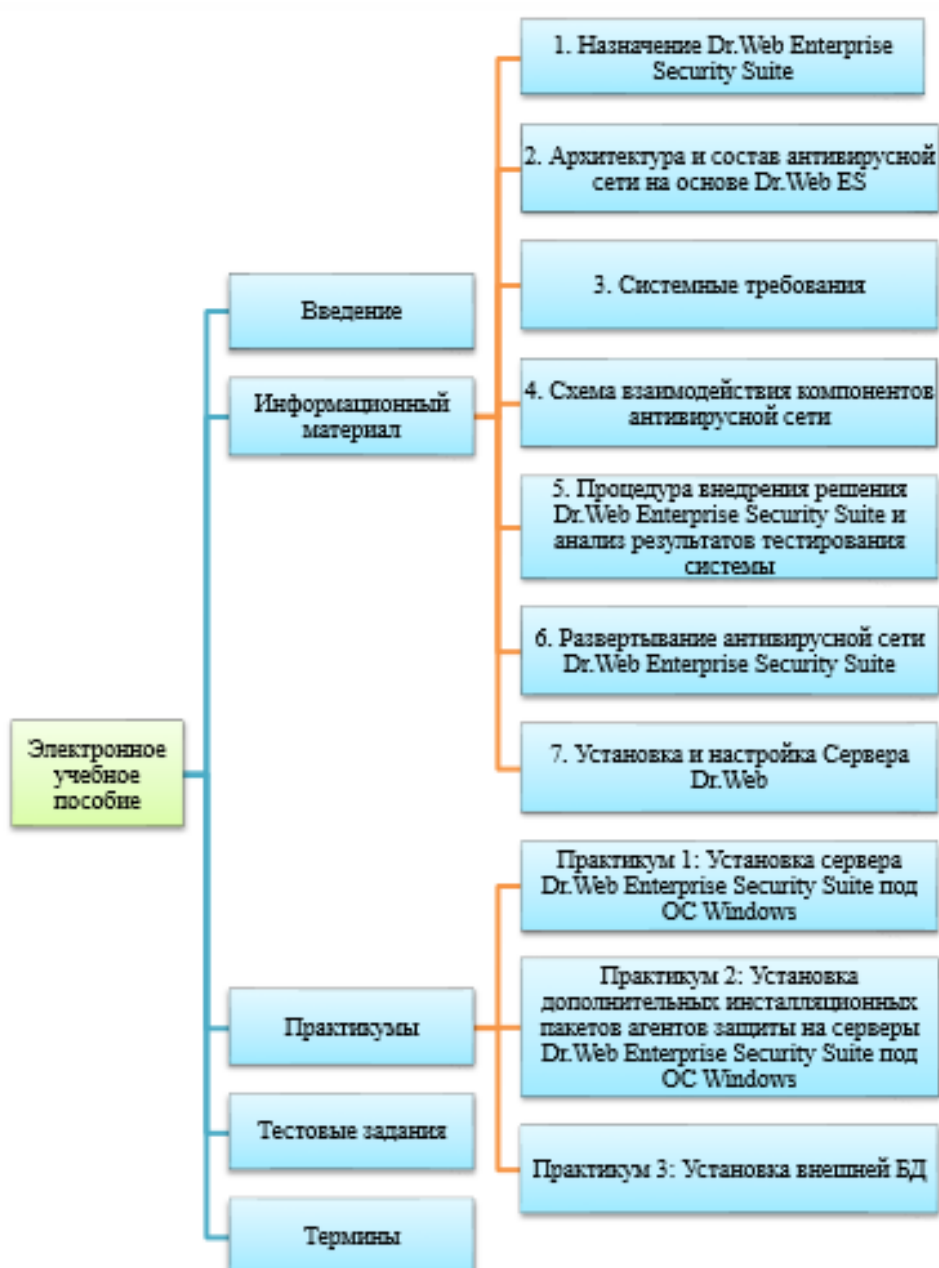 Электронное
учебное
пособие
Введение
Информационный
материал
1. Назначение Dr.Web Enterprise
Security Suite
2. Архитектура и состав антивирусной
сети на основе Dr.Web ES
3. Системные требования
4. Схема взаимодействия компонентов
антивирусной сети
5. Процедура внедрения решения
Dr.Web Enterprise Security Suite и
анализ результатов тестирования
системы
6. Развертывание антивирусной сети
Dr.Web Enterprise Security Suite
7. Установка и настройка Сервера
Dr.Web
Практикумы
Практикум 1: Установка сервера
Dr.Web Enterprise Security Suite под
ОС Windows
Практикум 2: Установка
дополнительных инсталляционных
пакетов агентов защиты на серверы
Dr.Web Enterprise Security Suite под
ОС Windows
Практикум 3: Установка внешней БД
Тестовые задания
Термины